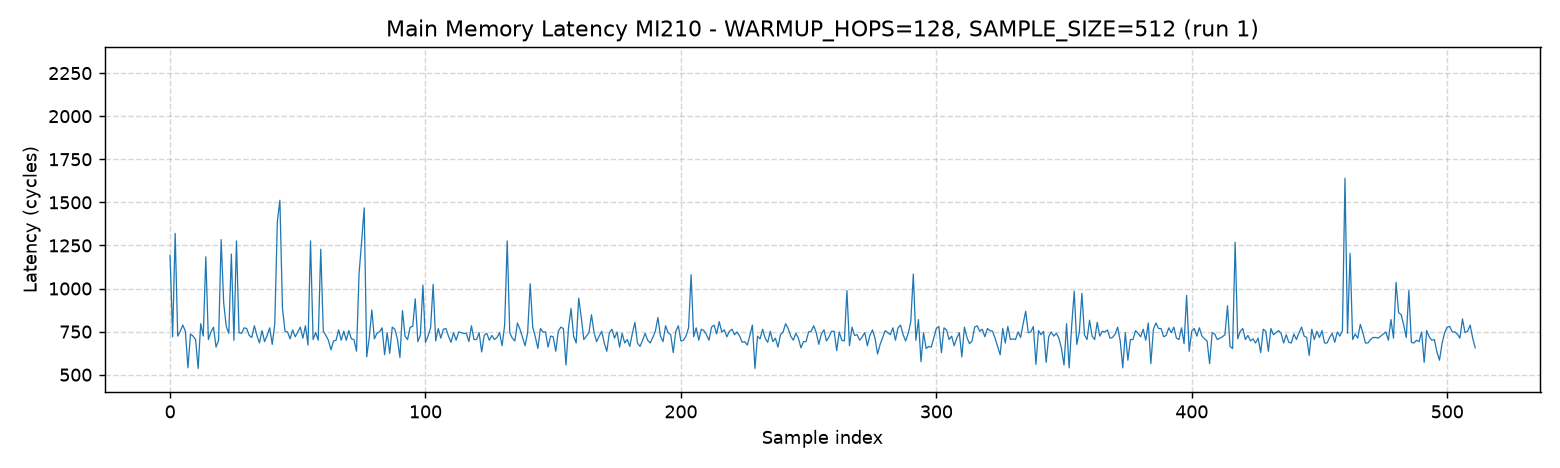 Main Memory Latency MI210 - WARMUP_HOPS=128, SAMPLE_SIZE=512 (run 1)
Latency (cycles)
2250
2000
1750
1500
1250
1000
750
500
0 100 200 300 400 500
Sample index